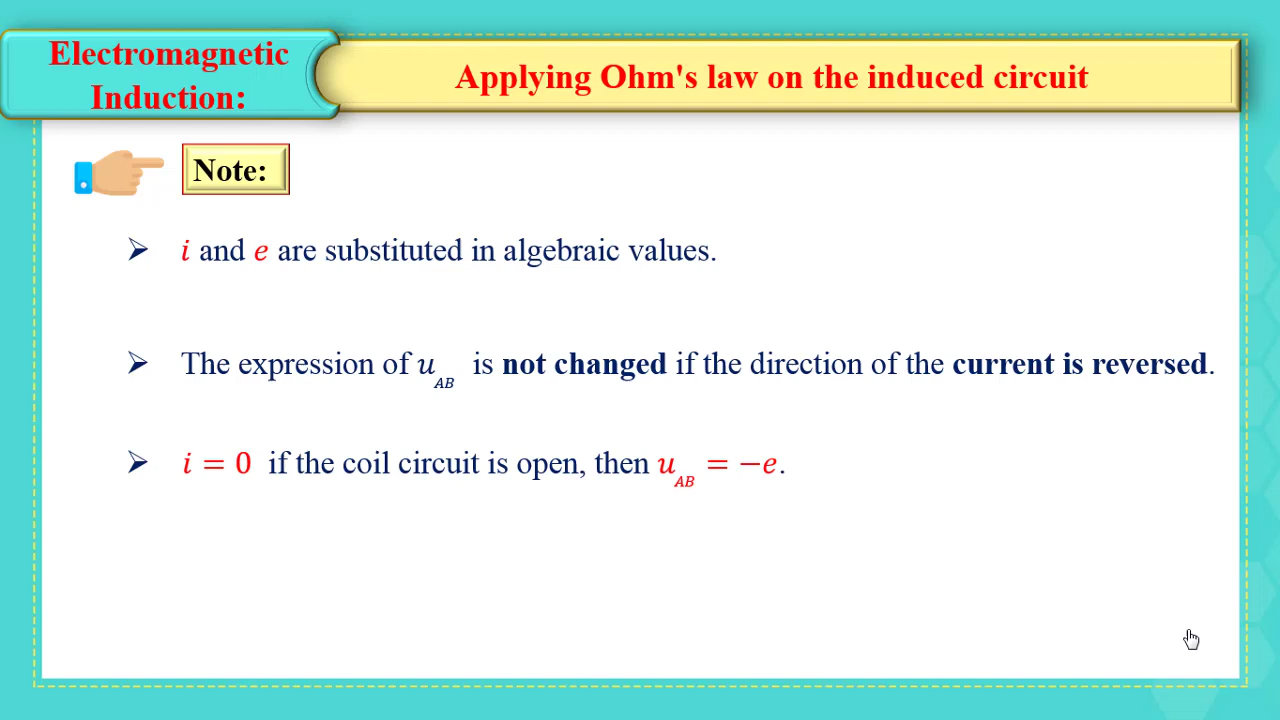 Electromagnetic
Induction:
Applying Ohm's law on the induced circuit
Note:
➢ i and e are substituted in algebraic values.
➢ The expression of u_AB is not changed if the direction of the current is reversed.
➢ i = 0 if the coil circuit is open, then u_AB = −e.